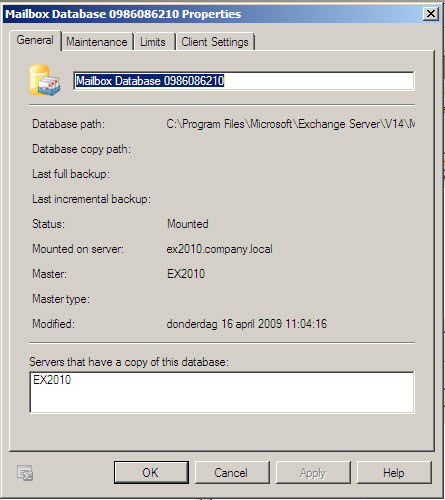 Mailbox Database 0986086210 Properties
General Maintenance Limits Client Settings
Mailbox Database 0986086210
Database path: C:\Program Files\Microsoft\Exchange Server\V14\M
Database copy path:
Last full backup:
Last incremental backup:
Status: Mounted
Mounted on server: ex2010.company.local
Master: EX2010
Master type:
Modified: donderdag 16 april 2009 11:04:16
Servers that have a copy of this database:
EX2010
OK Cancel Apply Help